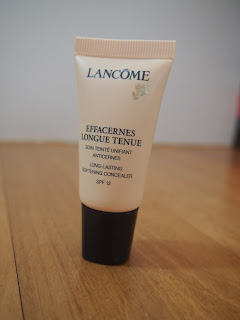 LANCÔME
EFFACERNES
LONGUE TENUE
SOIN TEINTÉ UNIFIANT
ANTICERNES
LONG-LASTING
SOFTENING CONCEALER
SPF 12